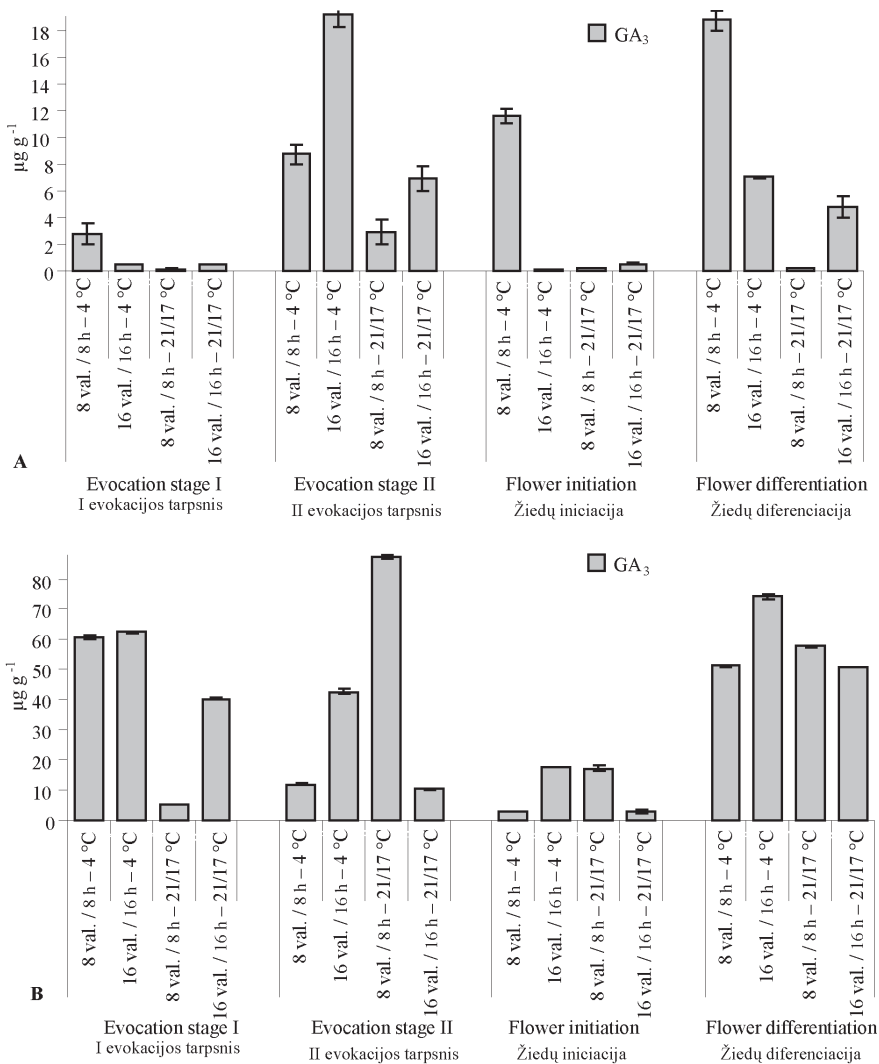 GA₃
18
16
14
12
10
8
6
4
2
0
µg g⁻¹
8 val. / 8 h – 4 °C
16 val. / 16 h – 4 °C
8 val. / 8 h – 21/17 °C
16 val. / 16 h – 21/17 °C
8 val. / 8 h – 4 °C
16 val. / 16 h – 4 °C
8 val. / 8 h – 21/17 °C
16 val. / 16 h – 21/17 °C
8 val. / 8 h – 4 °C
16 val. / 16 h – 4 °C
8 val. / 8 h – 21/17 °C
16 val. / 16 h – 21/17 °C
8 val. / 8 h – 4 °C
16 val. / 16 h – 4 °C
8 val. / 8 h – 21/17 °C
16 val. / 16 h – 21/17 °C
A
Evocation stage I
I evokacijos tarpsnis
Evocation stage II
II evokacijos tarpsnis
Flower initiation
Žiedų iniciacija
Flower differentiation
Žiedų diferenciacija
GA₃
80
70
60
50
40
30
20
10
0
µg g⁻¹
8 val. / 8 h – 4 °C
16 val. / 16 h – 4 °C
8 val. / 8 h – 21/17 °C
16 val. / 16 h – 21/17 °C
8 val. / 8 h – 4 °C
16 val. / 16 h – 4 °C
8 val. / 8 h – 21/17 °C
16 val. / 16 h – 21/17 °C
8 val. / 8 h – 4 °C
16 val. / 16 h – 4 °C
8 val. / 8 h – 21/17 °C
16 val. / 16 h – 21/17 °C
8 val. / 8 h – 4 °C
16 val. / 16 h – 4 °C
8 val. / 8 h – 21/17 °C
16 val. / 16 h – 21/17 °C
B
Evocation stage I
I evokacijos tarpsnis
Evocation stage II
II evokacijos tarpsnis
Flower initiation
Žiedų iniciacija
Flower differentiation
Žiedų diferenciacija